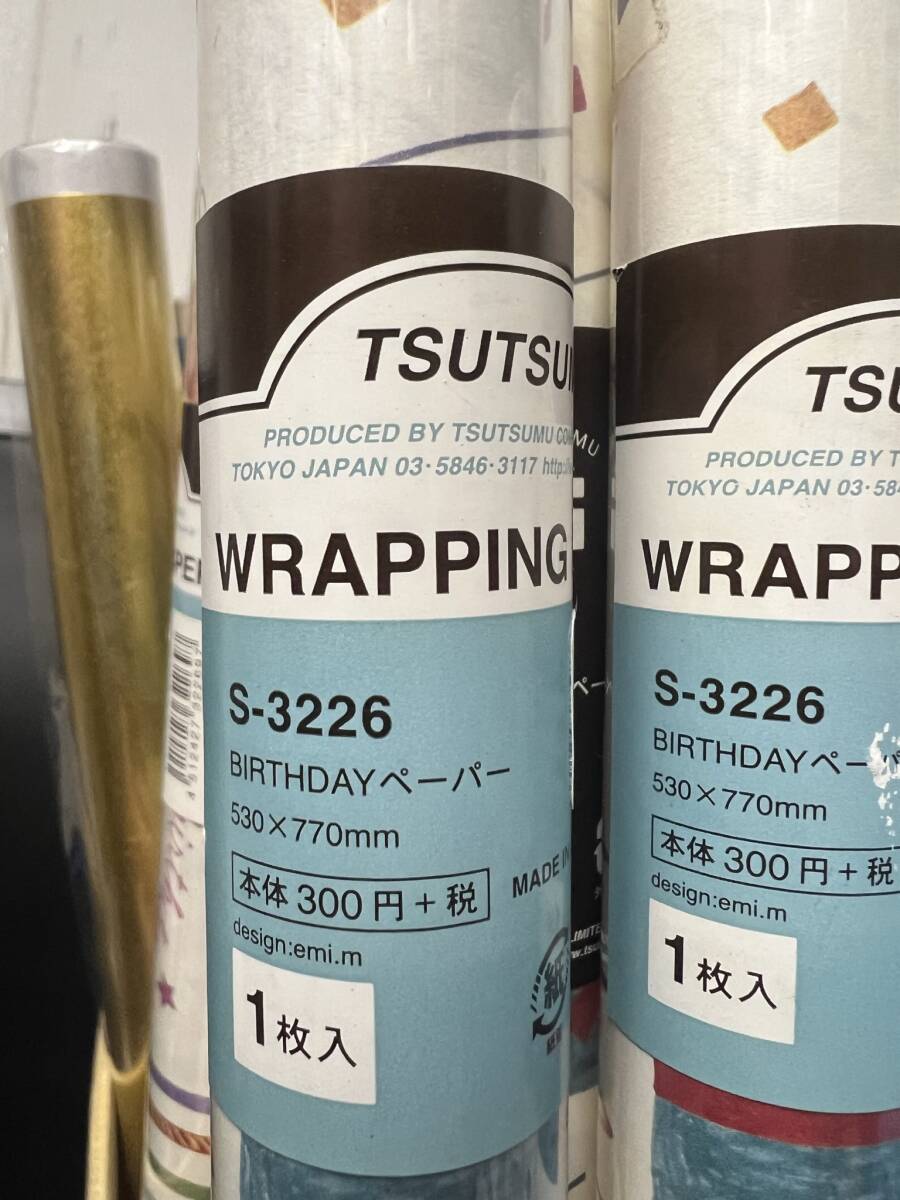 TSUTSU
PRODUCED BY TSUTSUMU CO
TOKYO JAPAN 03・5846・3117 http:/
WRAPPING
S-3226
BIRTHDAYペーパー
530×770mm
本体 300 円 + 税
design:emi.m
1枚入
MADE IN
紙
TSU
PRODUCED BY T
TOKYO JAPAN 03・58
WRAPP
S-3226
BIRTHDAYペー
530×770mm
本体 300 円 + 税
design:emi.m
1枚入